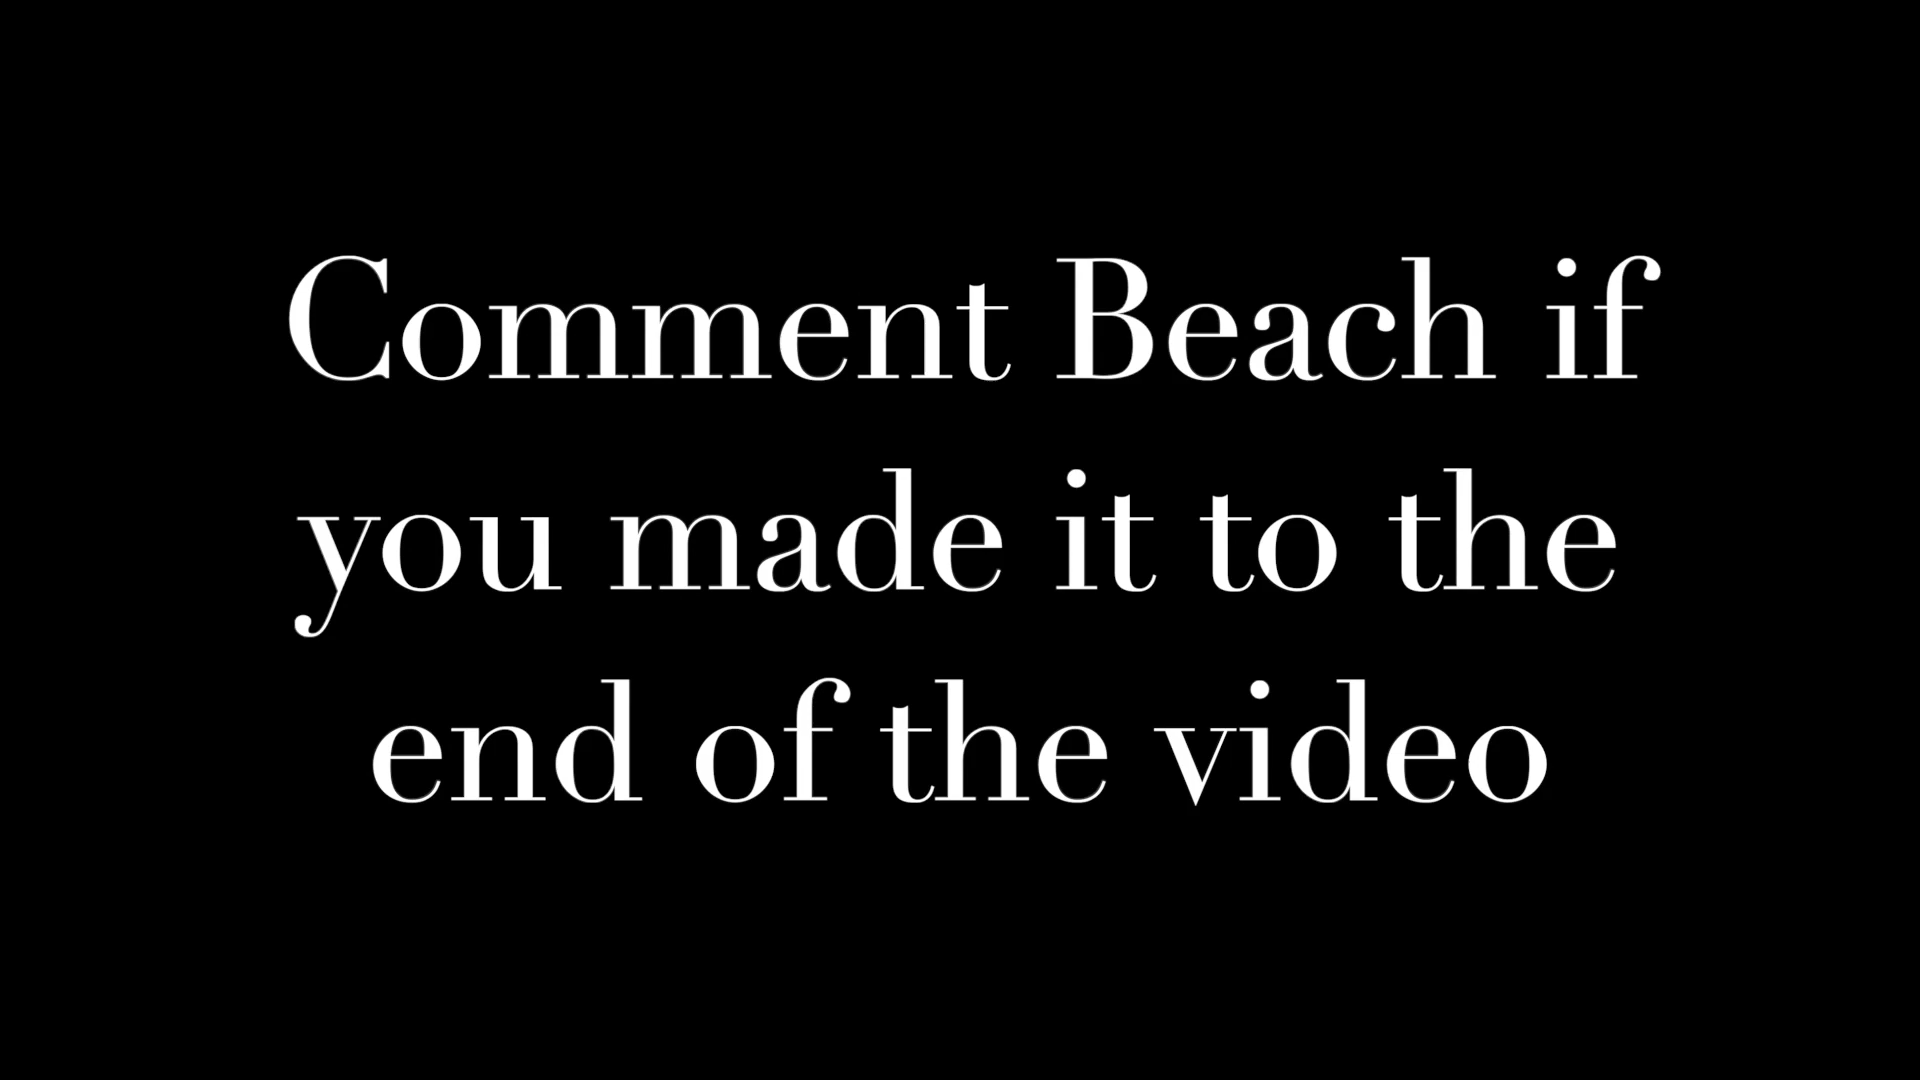 Comment Beach if
you made it to the
end of the video